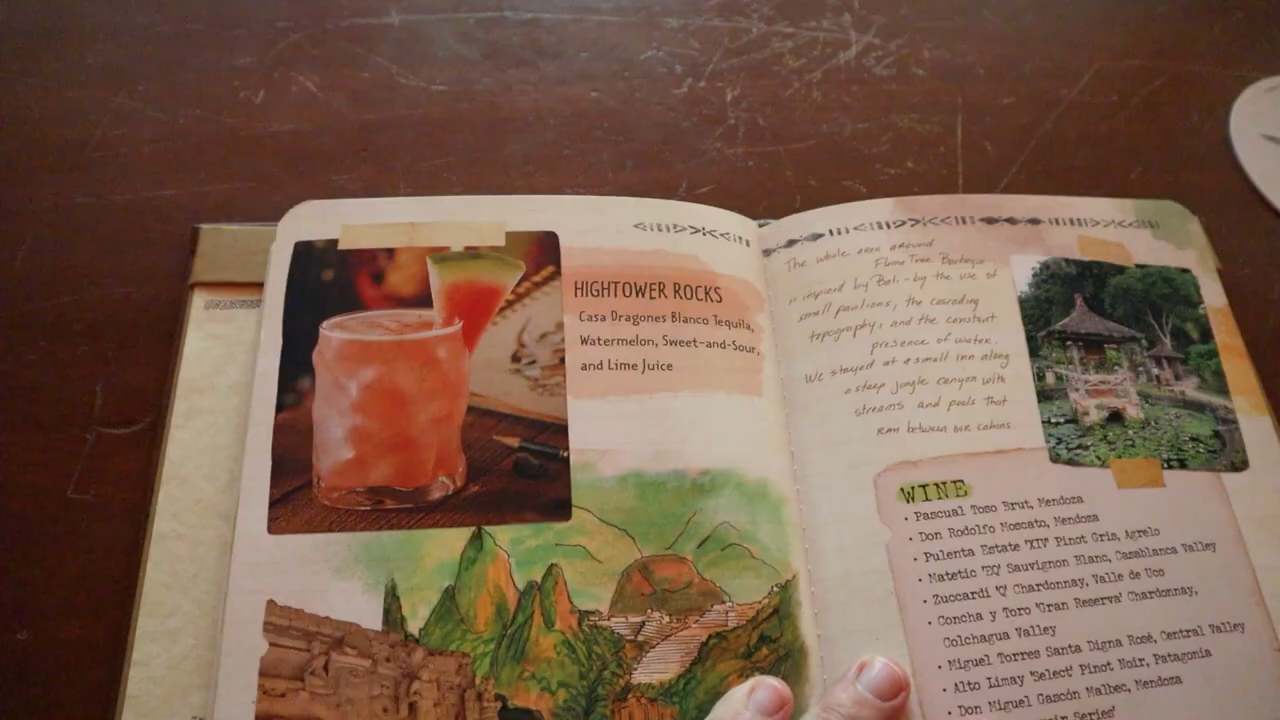 HIGHTOWER ROCKS
Casa Dragones Blanco Tequila,
Watermelon, Sweet-and-Sour,
and Lime Juice
The whole area around
Flame Tree Boutique
is inspired by Bali - by the use of
small pavilions, the cascading
topography, and the constant
presence of water.
We stayed at a small inn along
a steep jungle canyon with
streams and pools that
ran between our cabins.
WINE
• Pascual Toso Brut, Mendoza
• Don Rodolfo Moscato, Mendoza
• Pulenta Estate 'XIV' Pinot Gris, Agrelo
• Matetic 'EQ' Sauvignon Blanc, Casablanca Valley
• Zuccardi 'Q' Chardonnay, Valle de Uco
• Concha y Toro 'Gran Reserva' Chardonnay,
Colchagua Valley
• Miguel Torres Santa Digna Rosé, Central Valley
• Alto Limay 'Select' Pinot Noir, Patagonia
• Don Miguel Gascón Malbec, Mendoza
Series'